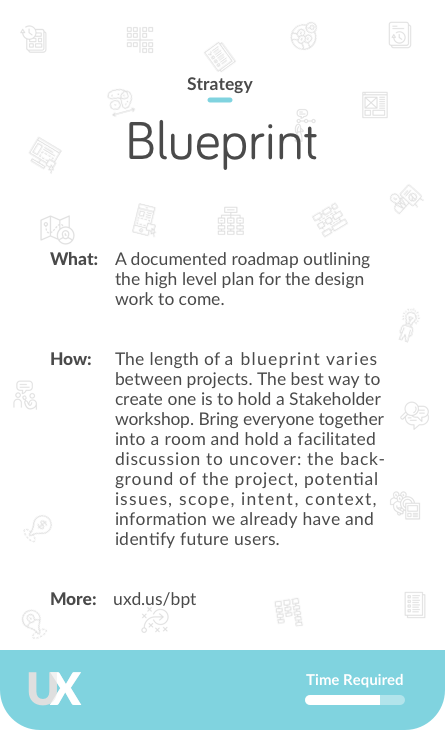 Strategy
Blueprint
What: A documented roadmap outlining
the high level plan for the design
work to come.
How: The length of a blueprint varies
between projects. The best way to
create one is to hold a Stakeholder
workshop. Bring everyone together
into a room and hold a facilitated
discussion to uncover: the back-
ground of the project, potential
issues, scope, intent, context,
information we already have and
identify future users.
More: uxd.us/bpt
UX
Time Required